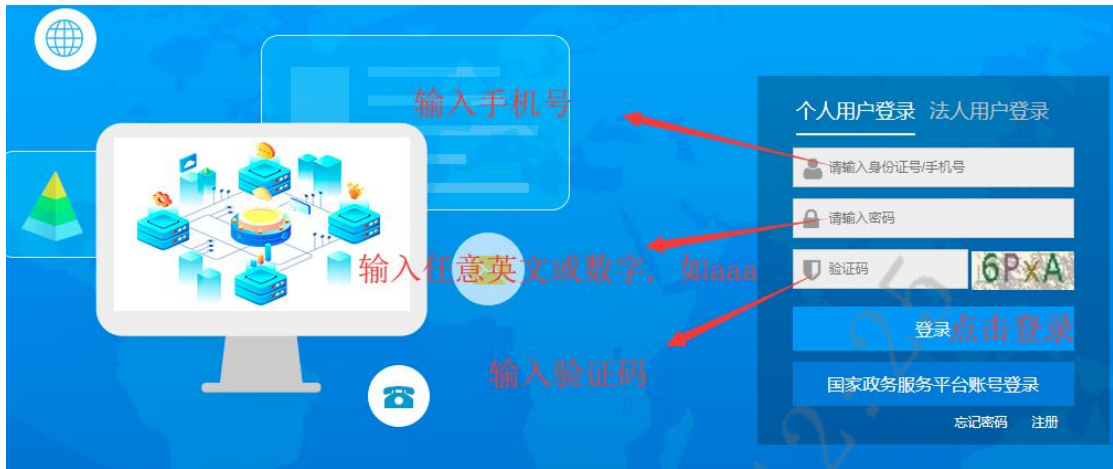 输入手机号
个人用户登录 法人用户登录
请输入身份证号/手机号
请输入密码
输入任意英文或数字，如aaa
验证码 6PxA
登录 点击登录
输入验证码
国家政务服务平台账号登录
忘记密码 注册